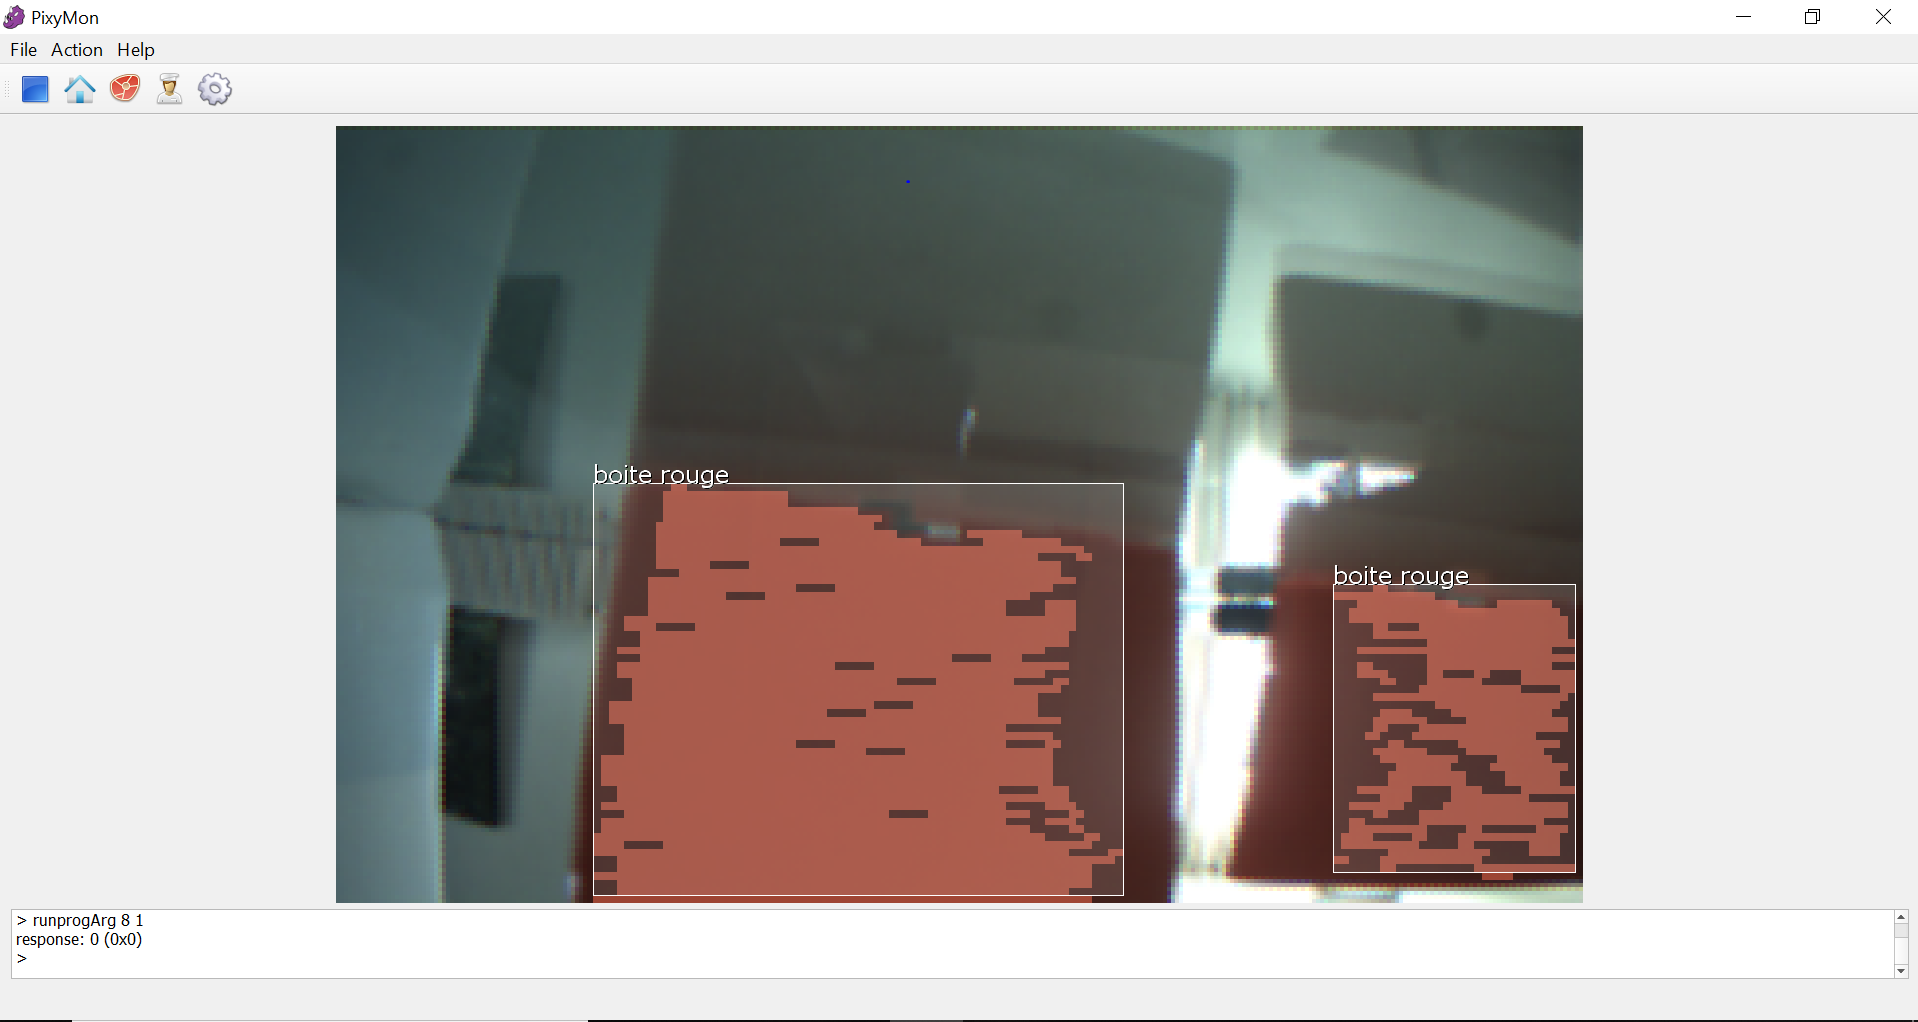 PixyMon
File Action Help
boite rouge
boite rouge
> runprogArg 8 1
response: 0 (0x0)
>